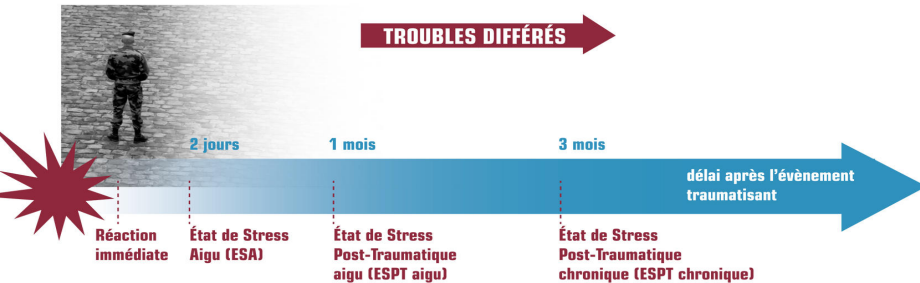 TROUBLES DIFFÉRÉS
2 jours
1 mois
3 mois
délai après l'évènement
traumatisant
Réaction
immédiate
État de Stress
Aigu (ESA)
État de Stress
Post-Traumatique
aigu (ESPT aigu)
État de Stress
Post-Traumatique
chronique (ESPT chronique)